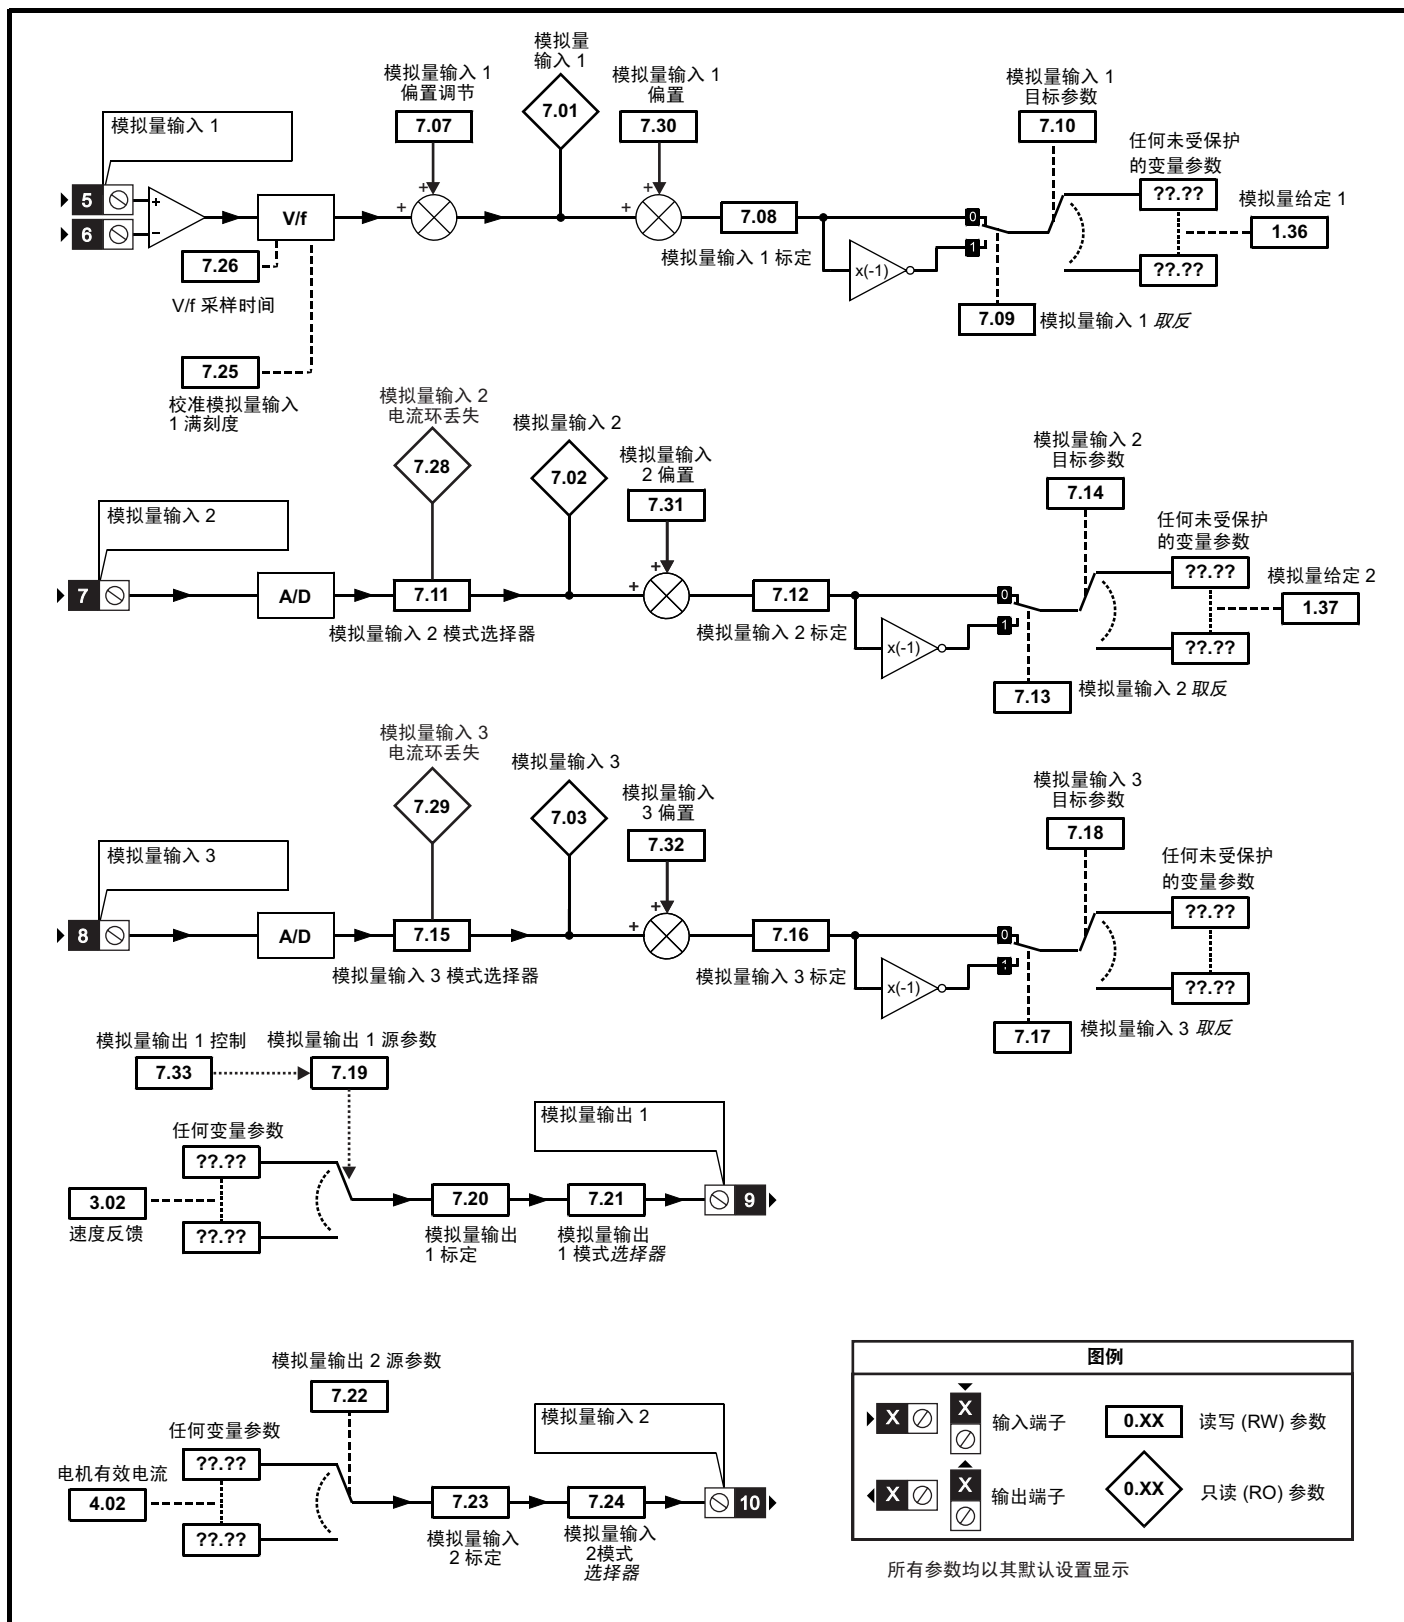 模拟量输入 1
5
6
+
−
V/f
7.26
V/f 采样时间
7.25
校准模拟量输入
1 满刻度
模拟量输入 1
偏置调节
7.07
+
+
模拟量
输入 1
7.01
模拟量输入 1
偏置
7.30
+
+
7.08
模拟量输入 1 标定
x(-1)
0
1
7.09
模拟量输入 1 取反
模拟量输入 1
目标参数
7.10
任何未受保护
的变量参数
??.??
??.??
模拟量给定 1
1.36
模拟量输入 2
7
A/D
模拟量输入 2
电流环丢失
7.28
7.11
模拟量输入 2 模式选择器
模拟量输入 2
7.02
模拟量输入
2 偏置
7.31
+
+
7.12
模拟量输入 2 标定
x(-1)
0
1
7.13
模拟量输入 2 取反
模拟量输入 2
目标参数
7.14
任何未受保护
的变量参数
??.??
??.??
模拟量给定 2
1.37
模拟量输入 3
8
A/D
模拟量输入 3
电流环丢失
7.29
7.15
模拟量输入 3 模式选择器
模拟量输入 3
7.03
模拟量输入
3 偏置
7.32
+
+
7.16
模拟量输入 3 标定
x(-1)
0
1
7.17
模拟量输入 3 取反
模拟量输入 3
目标参数
7.18
任何未受保护
的变量参数
??.??
??.??
模拟量输出 1 控制
7.33
模拟量输出 1 源参数
7.19
任何变量参数
??.??
??.??
3.02
速度反馈
7.20
模拟量输出
1 标定
7.21
模拟量输出
1 模式选择器
模拟量输出 1
9
模拟量输出 2 源参数
7.22
任何变量参数
??.??
??.??
电机有效电流
4.02
7.23
模拟量输入
2 标定
7.24
模拟量输入
2模式
选择器
模拟量输入 2
10
图例
X
X
输入端子
0.XX
读写 (RW) 参数
X
X
输出端子
0.XX
只读 (RO) 参数
所有参数均以其默认设置显示